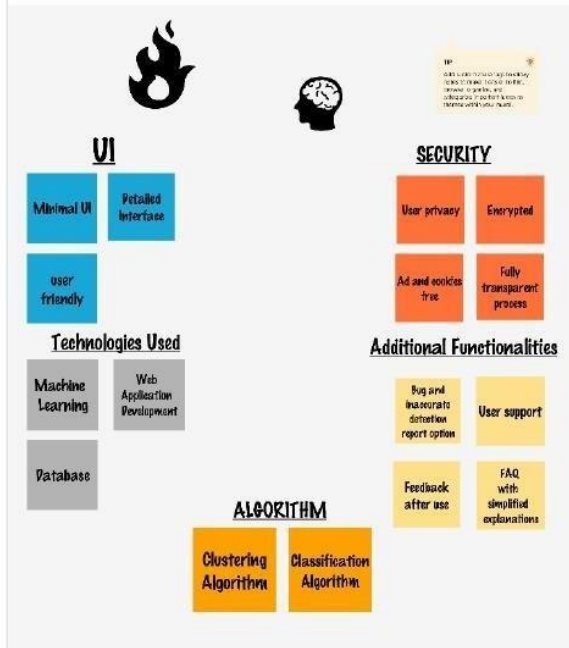 TIP
UI
Minimal UI
Detailed
Interface
user
friendly
SECURITY
User privacy
Encrypted
Ad and cookies
free
Fully
transparent
process
Technologies Used
Machine
Learning
Web
Application
Development
Database
Additional Functionalities
Bug and
inaccurate
detection
report option
User support
Feedback
after use
FAQ
with
simplified
explanations
ALGORITHM
Clustering
Algorithm
Classification
Algorithm